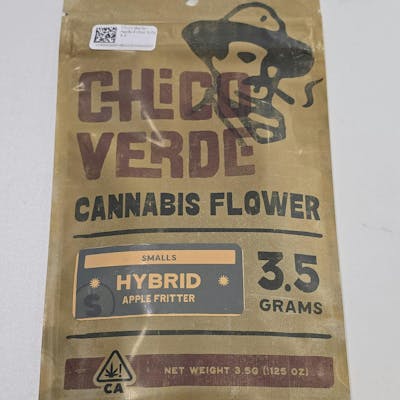 CHiCO
VERDE
CANNABIS FLOWER
SMALLS
HYBRID
APPLE FRITTER
S
3.5
GRAMS
CA
NET WEIGHT 3.5G (.125 OZ)